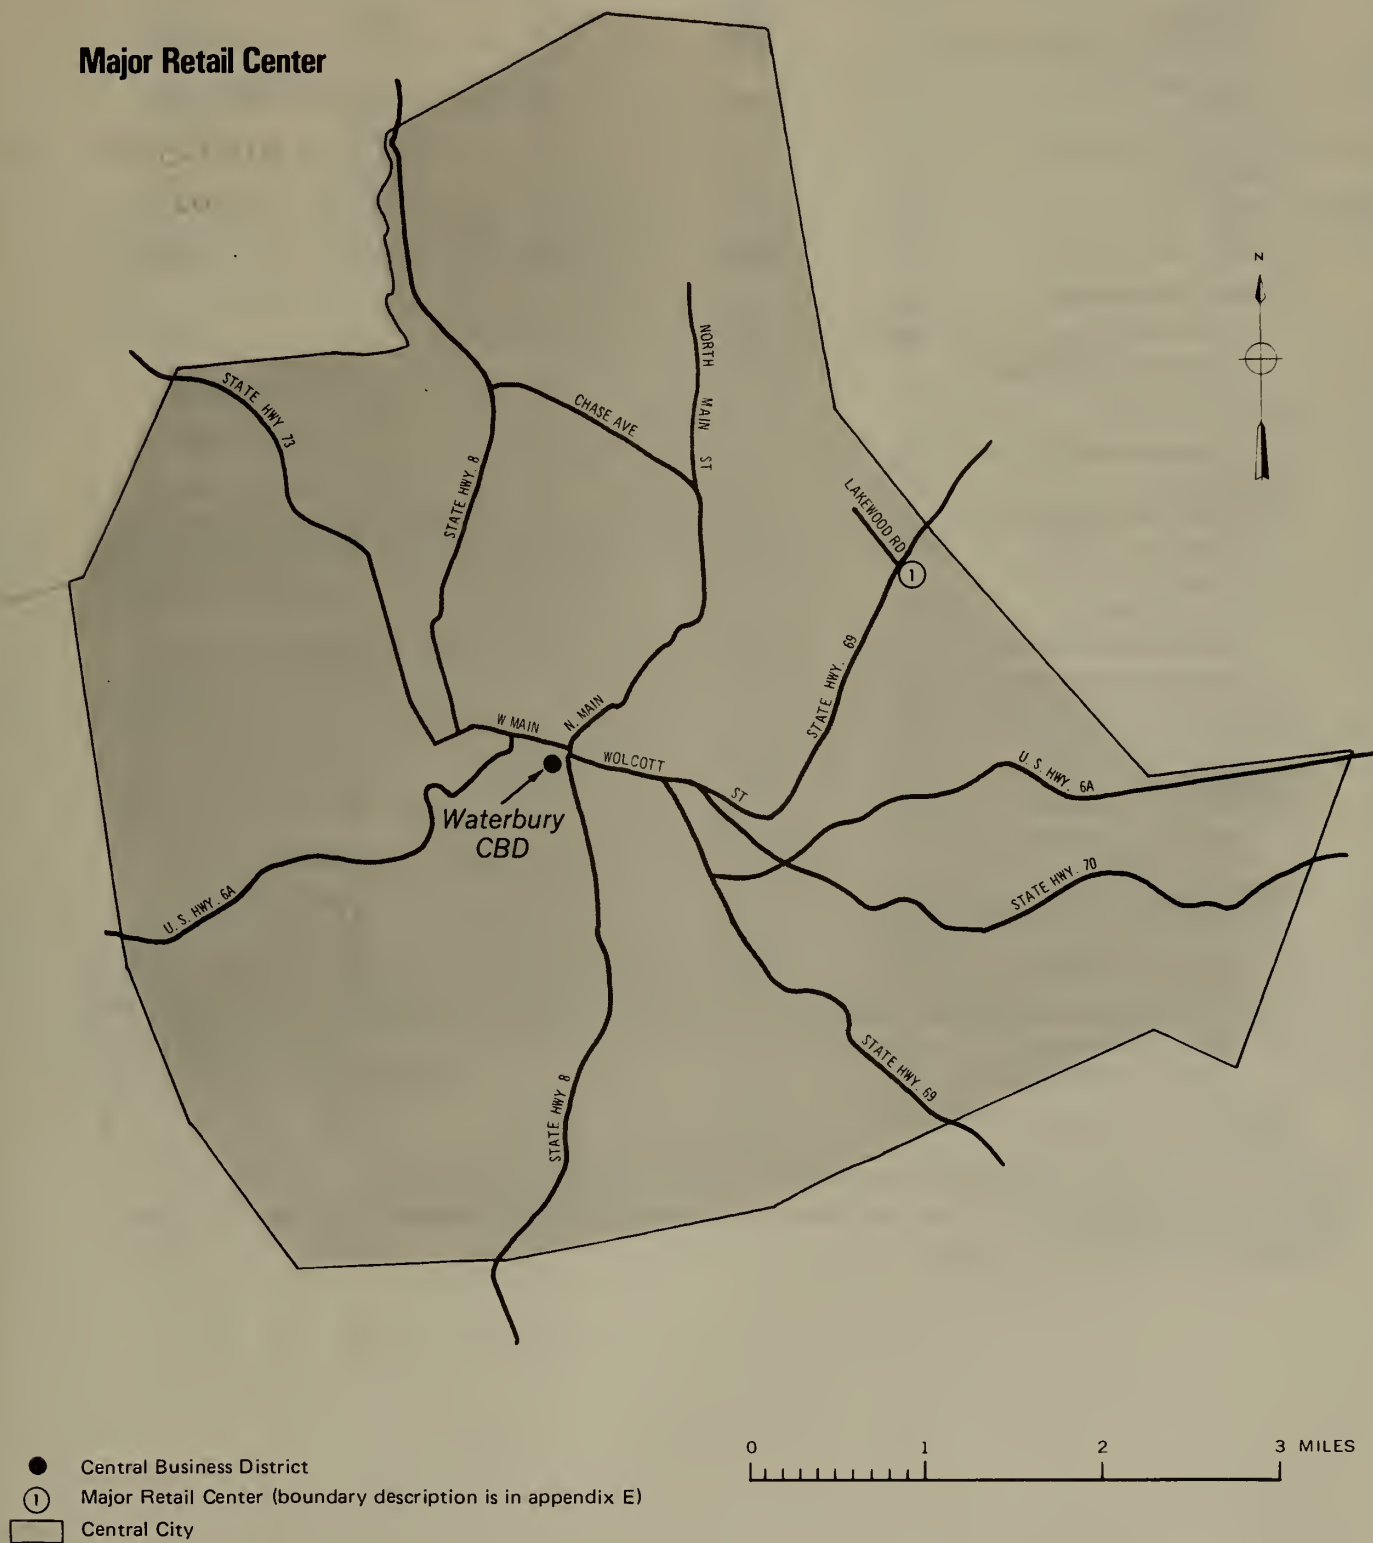 Major Retail Center
N
STATE HWY 73
STATE HWY. 8
CHASE AVE
NORTH MAIN ST
LAKEWOOD RD
1
STATE HWY. 69
W MAIN
N. MAIN
WOLCOTT ST
U.S. HWY. 6A
Waterbury
CBD
U.S. HWY. 6A
STATE HWY. 70
STATE HWY. 69
STATE HWY 8
0 1 2 3 MILES
Central Business District
1 Major Retail Center (boundary description is in appendix E)
Central City